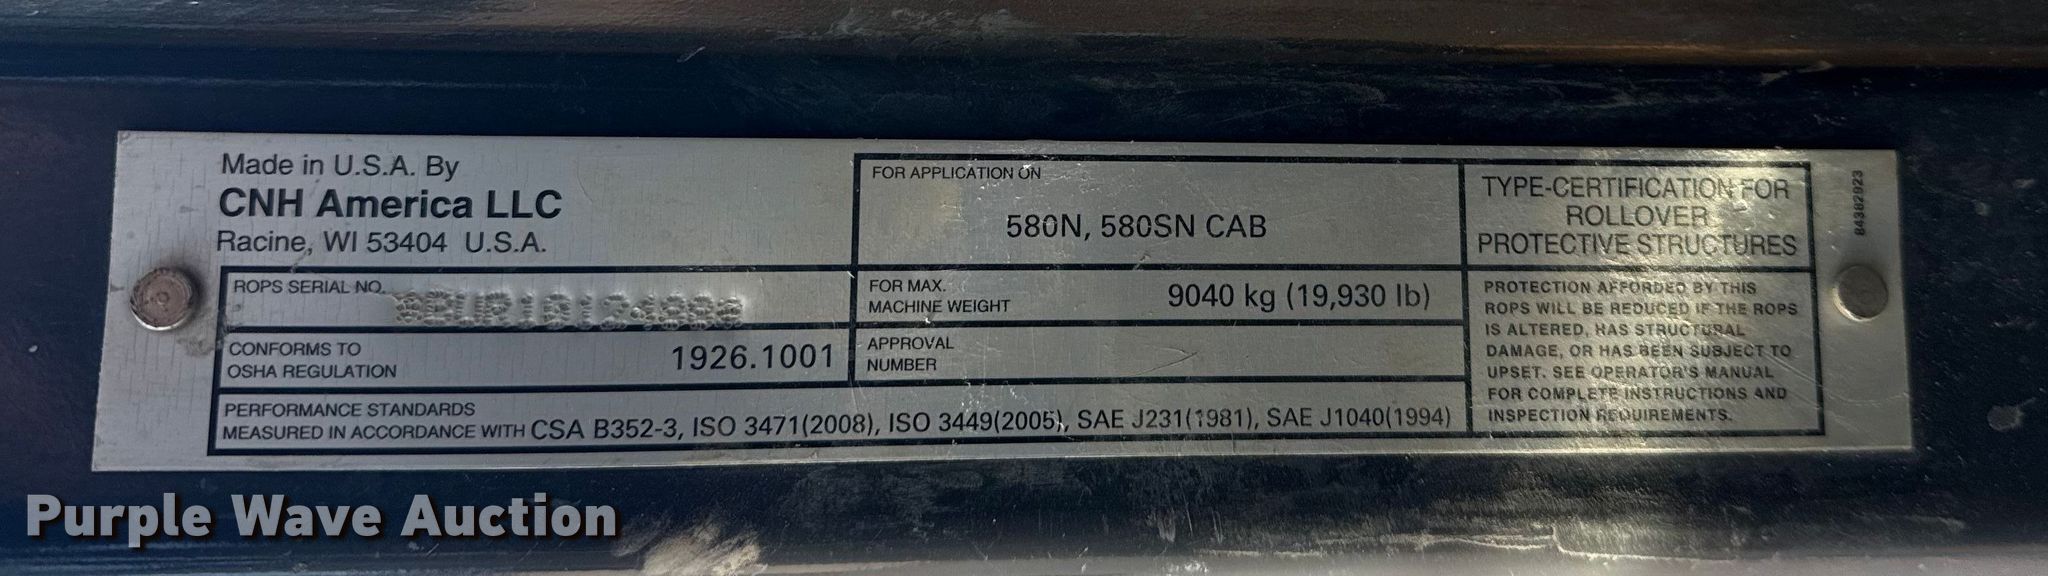 Made in U.S.A. By
CNH America LLC
Racine, WI 53404 U.S.A.
ROPS SERIAL NO.
CONFORMS TO
OSHA REGULATION
1926.1001
FOR APPLICATION ON
580N, 580SN CAB
FOR MAX.
MACHINE WEIGHT
9040 kg (19,930 lb)
APPROVAL
NUMBER
PERFORMANCE STANDARDS
MEASURED IN ACCORDANCE WITH CSA B352-3, ISO 3471(2008), ISO 3449(2005), SAE J231(1981), SAE J1040(1994)
TYPE-CERTIFICATION FOR
ROLLOVER
PROTECTIVE STRUCTURES
PROTECTION AFFORDED BY THIS
ROPS WILL BE REDUCED IF THE ROPS
IS ALTERED, HAS STRUCTURAL
DAMAGE, OR HAS BEEN SUBJECT TO
UPSET. SEE OPERATOR'S MANUAL
FOR COMPLETE INSTRUCTIONS AND
INSPECTION REQUIREMENTS.
84382923
Purple Wave Auction